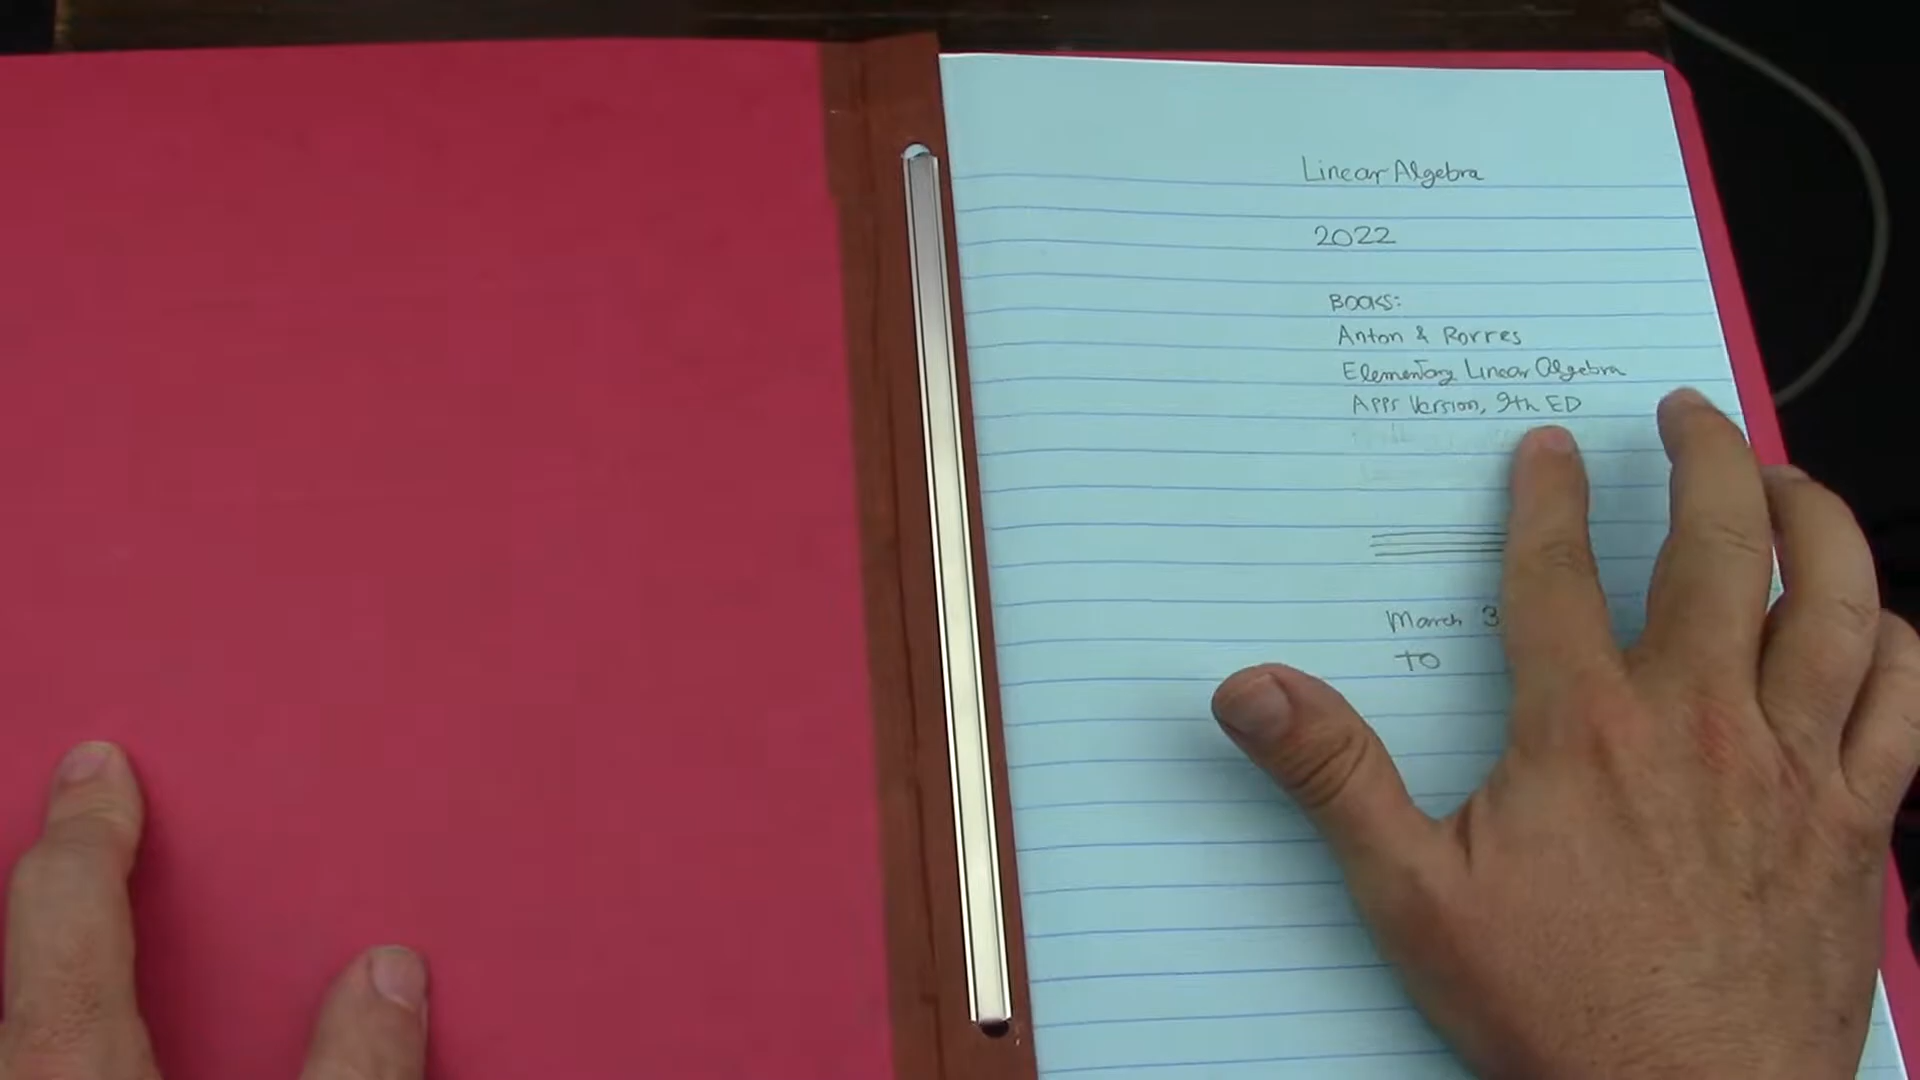 Linear Algebra
2022
BOOKS:
Anton & Rorres
Elementary Linear Algebra
Apps Version, 9th ED
March 3
TO